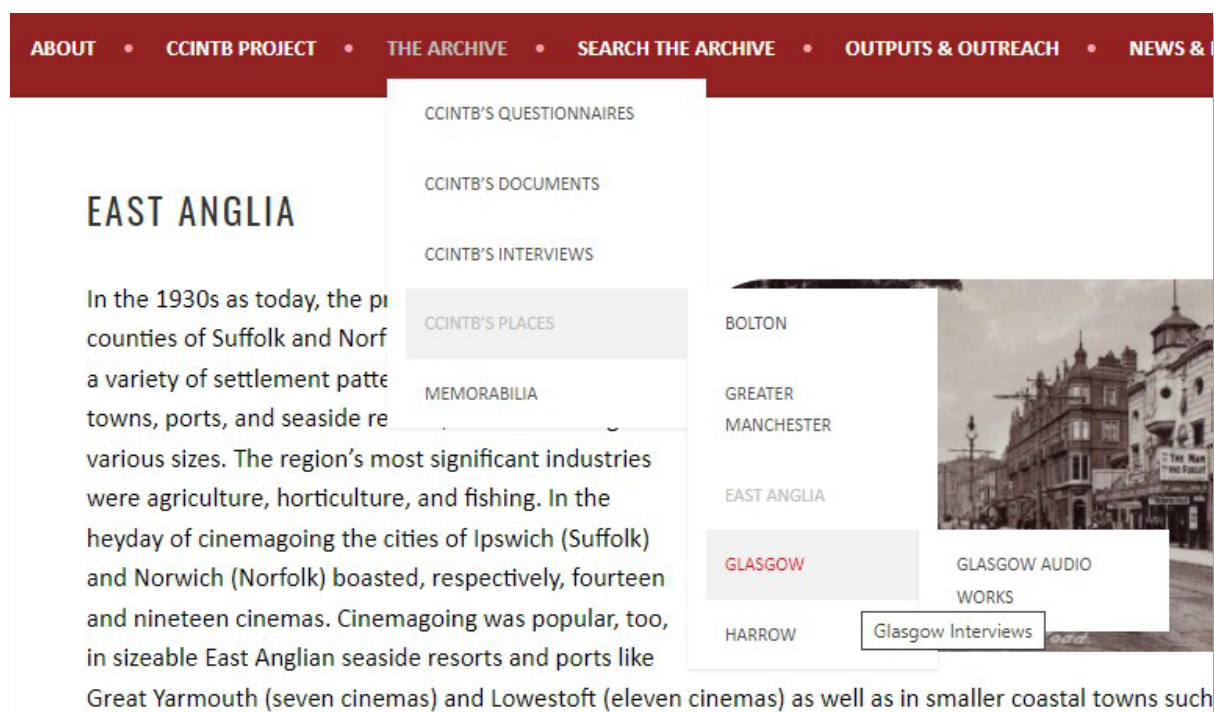 ABOUT • CCINTB PROJECT • THE ARCHIVE • SEARCH THE ARCHIVE • OUTPUTS & OUTREACH • NEWS &
CCINTB'S QUESTIONNAIRES
CCINTB'S DOCUMENTS
CCINTB'S INTERVIEWS
CCINTB'S PLACES
MEMORABILIA
BOLTON
GREATER
MANCHESTER
EAST ANGLIA
GLASGOW
HARROW
GLASGOW AUDIO
WORKS
Glasgow Interviews
EAST ANGLIA
In the 1930s as today, the
counties of Suffolk and
a variety of settlement
towns, ports, and seaside
various sizes. The region's most significant industries
were agriculture, horticulture, and fishing. In the
heyday of cinemagoing the cities of Ipswich (Suffolk)
and Norwich (Norfolk) boasted, respectively, fourteen
and nineteen cinemas. Cinemagoing was popular, too,
in sizeable East Anglian seaside resorts and ports like
Great Yarmouth (seven cinemas) and Lowestoft (eleven cinemas) as well as in smaller coastal towns such
THE MAN
WHO FORGOT
oad.